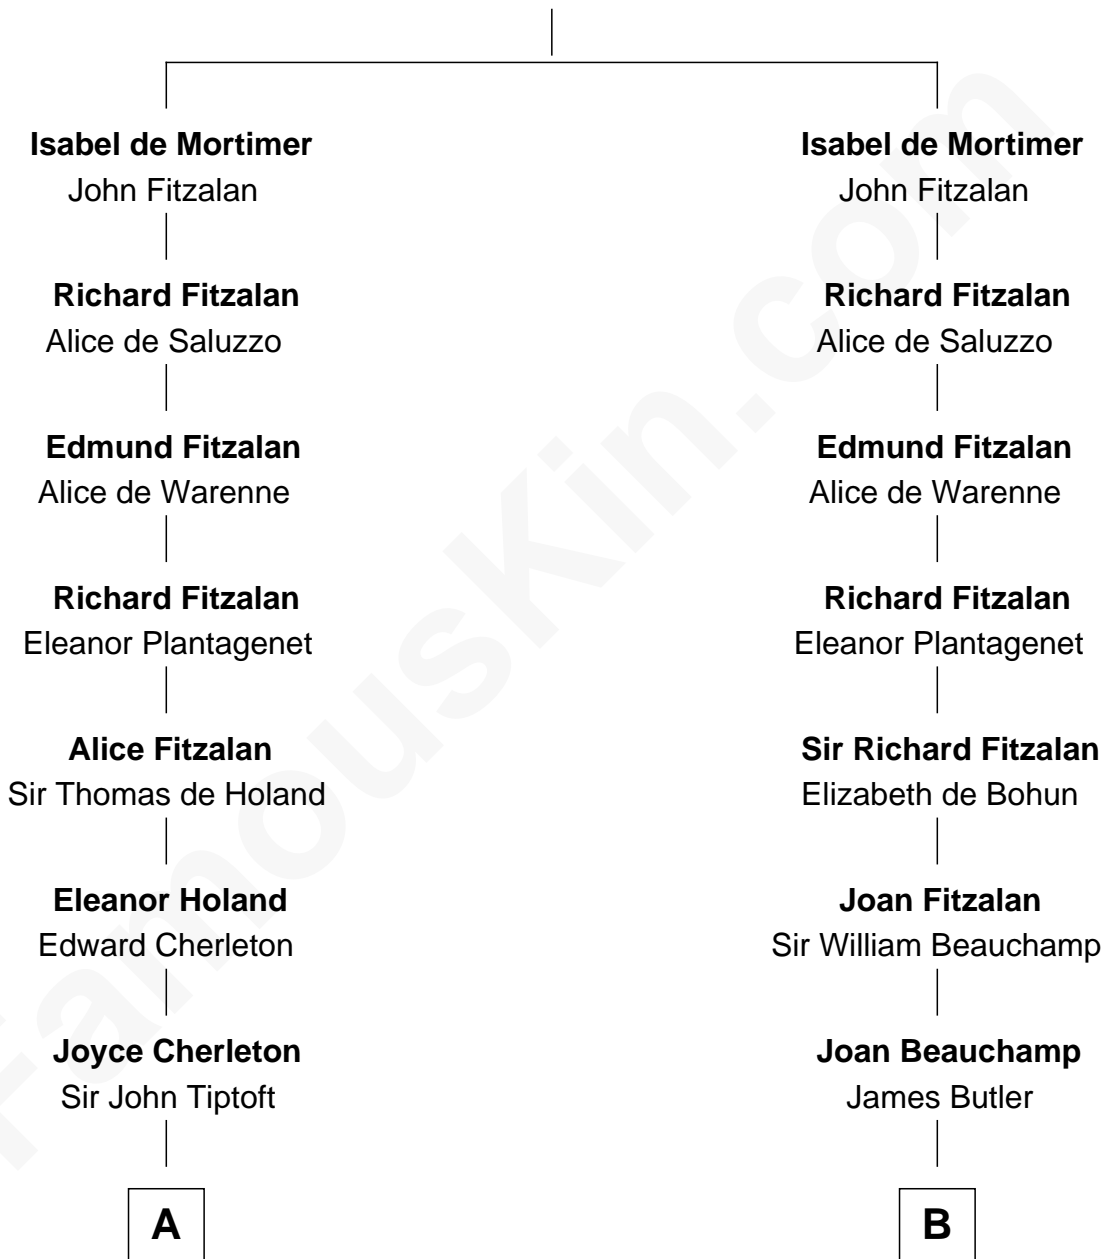 Isabel de Mortimer
John Fitzalan
Richard Fitzalan
Alice de Saluzzo
Edmund Fitzalan
Alice de Warenne
Richard Fitzalan
Eleanor Plantagenet
Alice Fitzalan
Sir Thomas de Holand
Eleanor Holand
Edward Cherleton
Joyce Cherleton
Sir John Tiptoft
A
Isabel de Mortimer
John Fitzalan
Richard Fitzalan
Alice de Saluzzo
Edmund Fitzalan
Alice de Warenne
Richard Fitzalan
Eleanor Plantagenet
Sir Richard Fitzalan
Elizabeth de Bohun
Joan Fitzalan
Sir William Beauchamp
Joan Beauchamp
James Butler
B
FamousKin.com